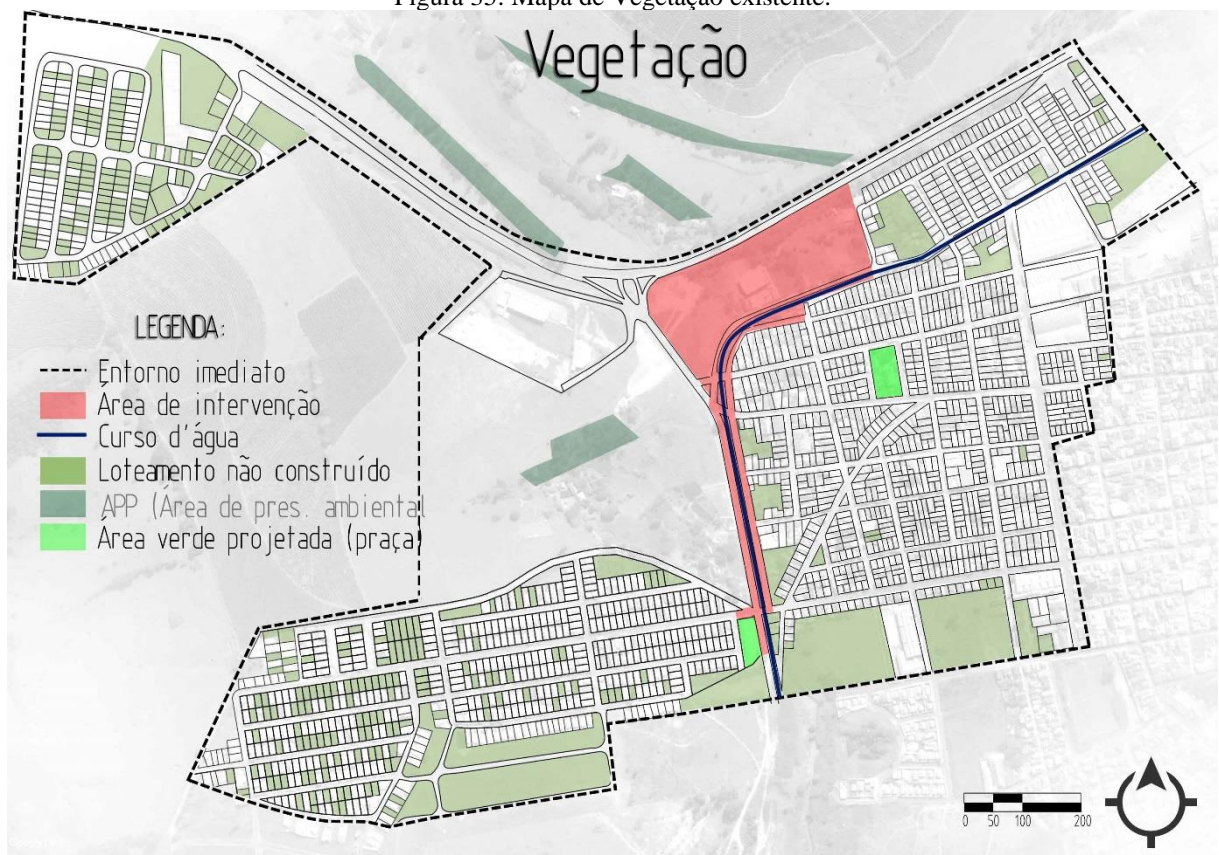 Figura 33: Mapa de Vegetação existente.
Vegetação
LEGENDA:
Entorno imediato
Área de intervenção
Curso d'água
Loteamento não construído
APP (Área de pres. ambiental
Área verde projetada (praça)
0 50 100 200